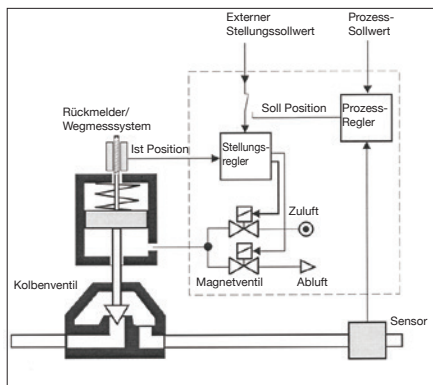 Externer
Stellungssollwert
Prozess-
Sollwert
Rückmelder/
Wegmesssystem
Soll Position
Prozess-
Regler
Ist Position
Stellungs-
regler
Zuluft
Kolbenventil
Magnetventil
Abluft
Sensor